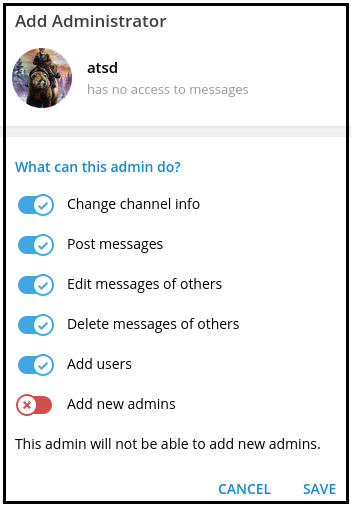 Add Administrator
atsd
has no access to messages
What can this admin do?
Change channel info
Post messages
Edit messages of others
Delete messages of others
Add users
Add new admins
This admin will not be able to add new admins.
CANCEL SAVE